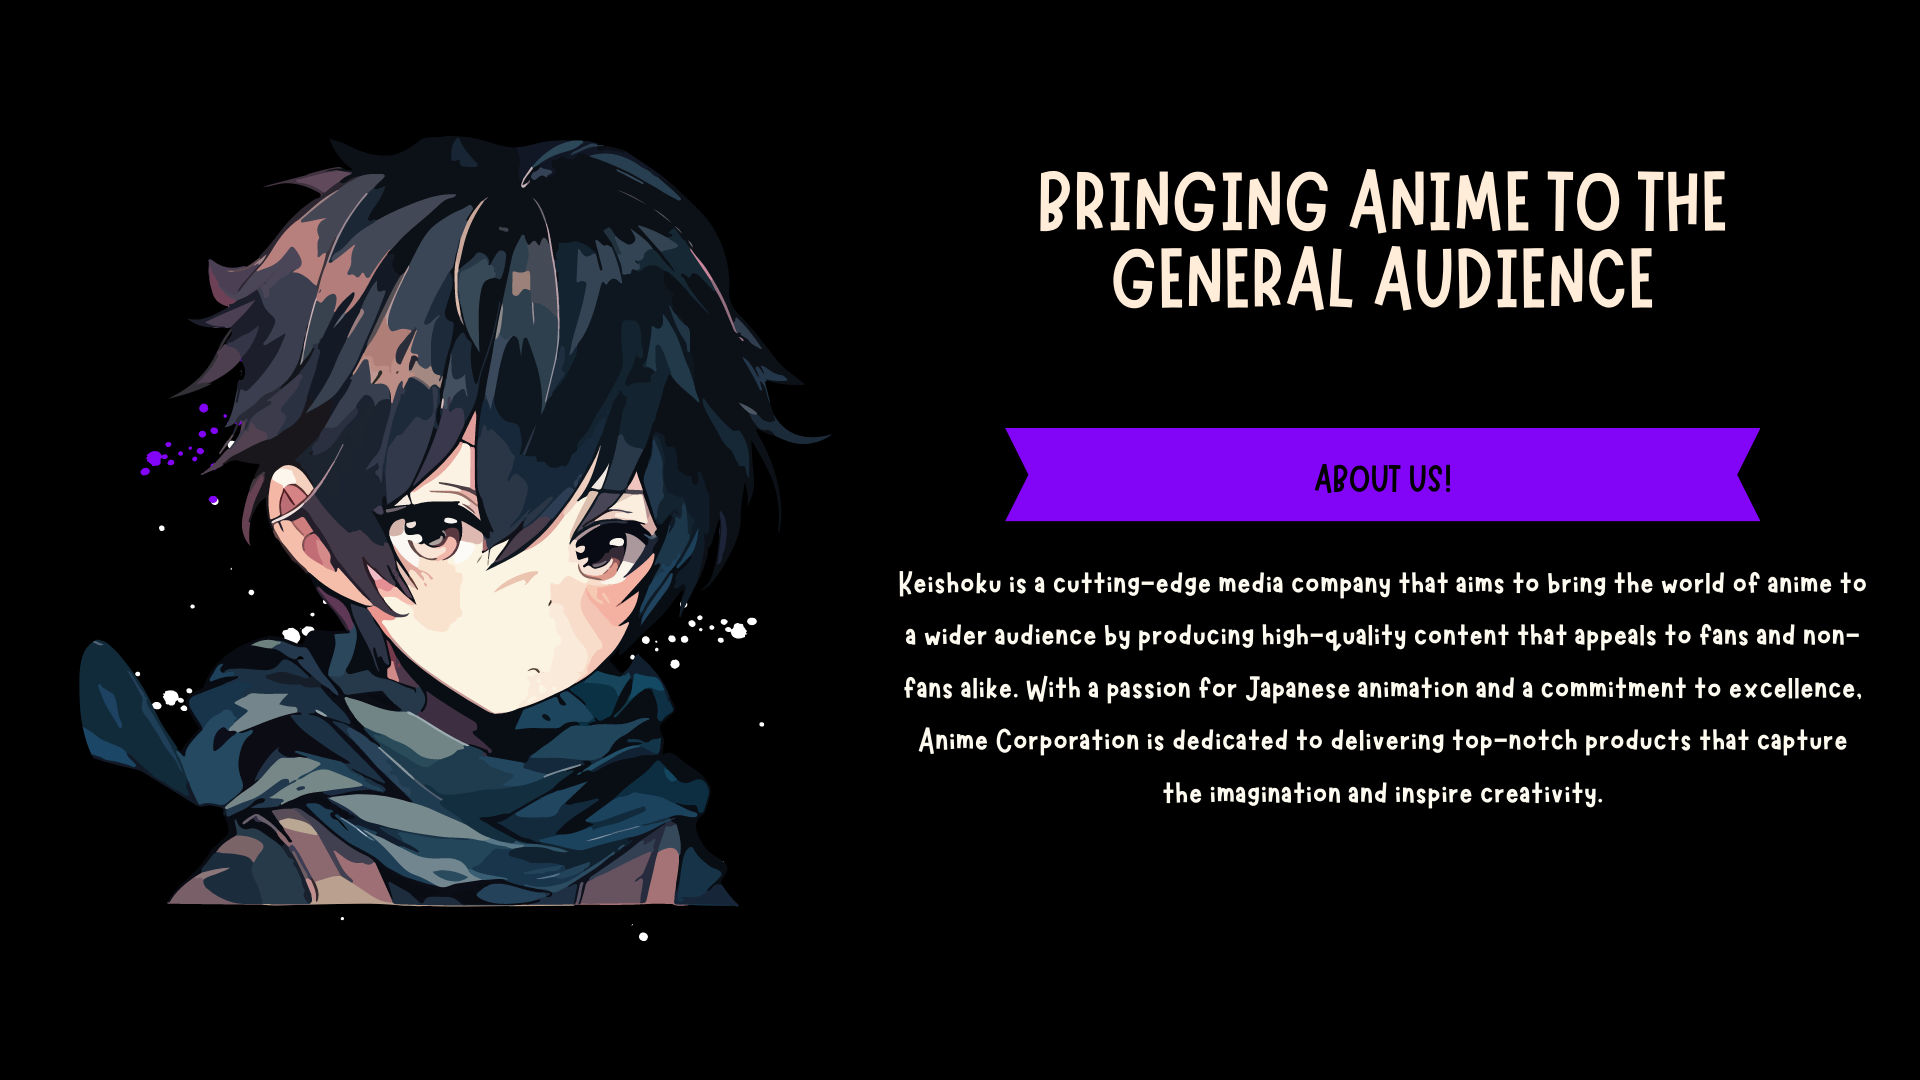 BRINGING ANIME TO THE
GENERAL AUDIENCE
ABOUT US!
Keishoku is a cutting-edge media company that aims to bring the world of anime to
a wider audience by producing high-quality content that appeals to fans and non-
fans alike. With a passion for Japanese animation and a commitment to excellence,
Anime Corporation is dedicated to delivering top-notch products that capture
the imagination and inspire creativity.